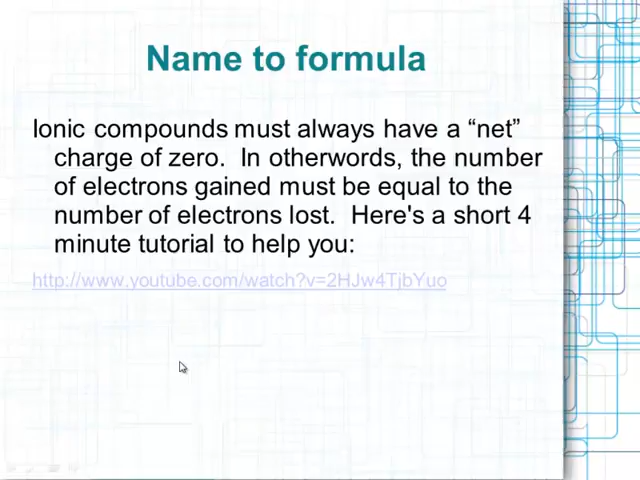 Name to formula
Ionic compounds must always have a “net”
charge of zero.  In otherwords, the number
of electrons gained must be equal to the
number of electrons lost.  Here's a short 4
minute tutorial to help you:
http://www.youtube.com/watch?v=2HJw4TjbYuo